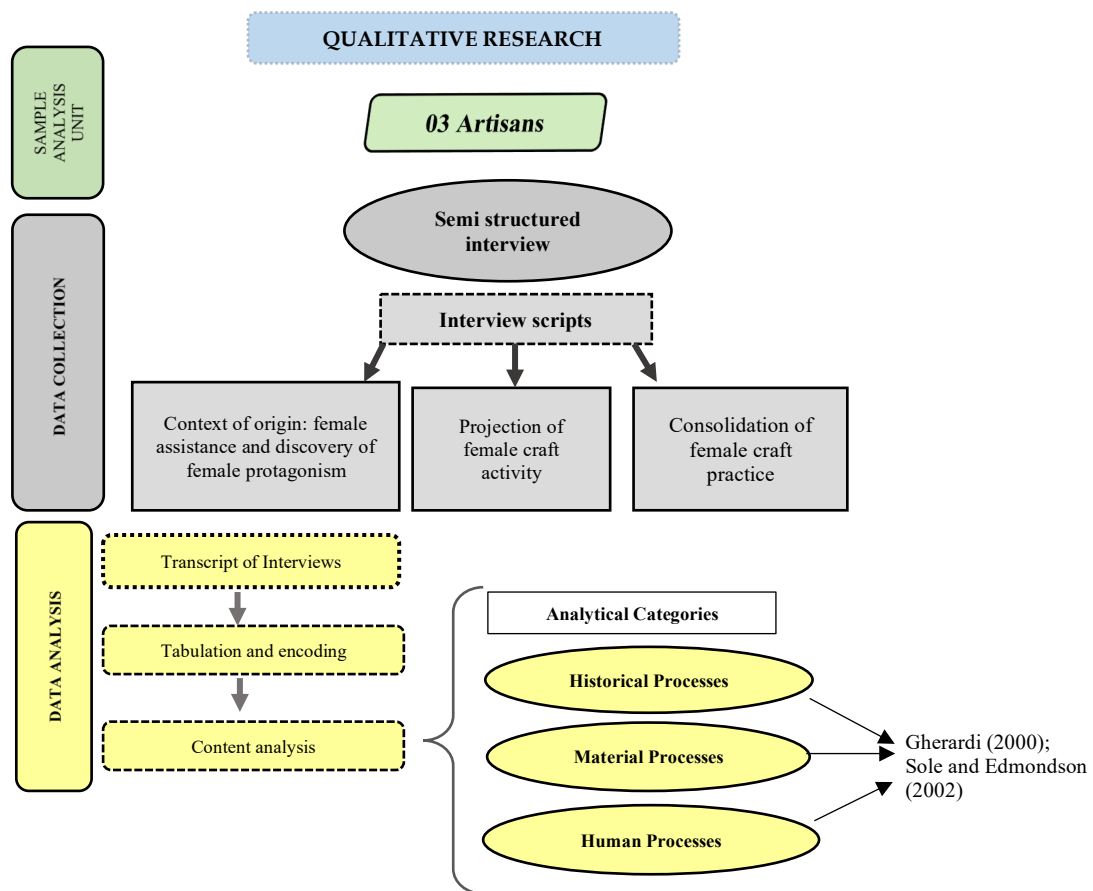 QUALITATIVE RESEARCH
SAMPLE
ANALYSIS
UNIT
03 Artisans
DATA COLLECTION
Semi structured
interview
Interview scripts
Context of origin: female
assistance and discovery of
female protagonism
Projection of
female craft
activity
Consolidation of
female craft
practice
DATA ANALYSIS
Transcript of Interviews
Tabulation and encoding
Content analysis
Analytical Categories
Historical Processes
Material Processes
Human Processes
Gherardi (2000);
Sole and Edmondson
(2002)